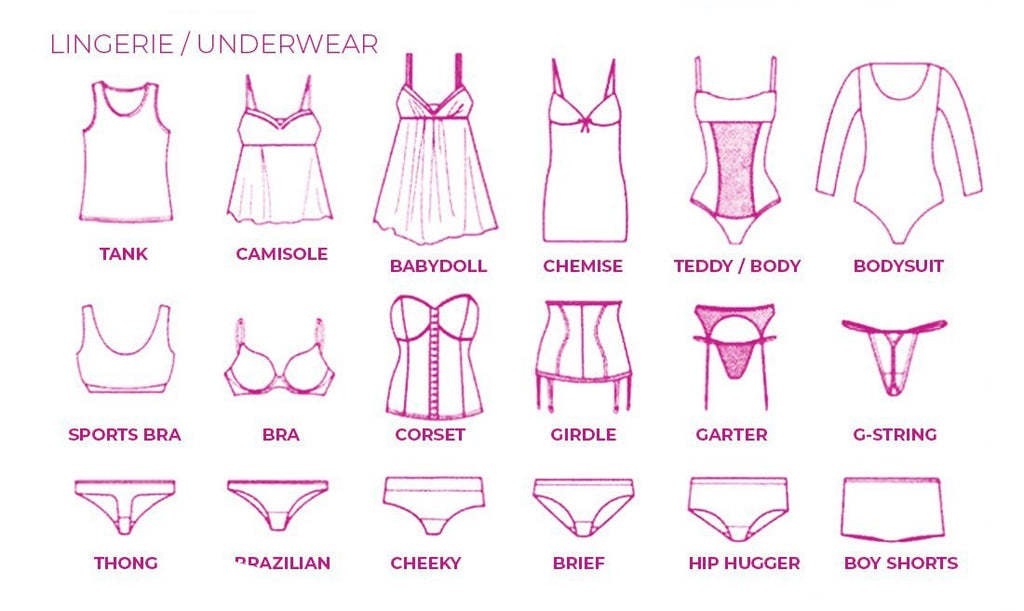 LINGERIE / UNDERWEAR
TANK
CAMISOLE
BABYDOLL
CHEMISE
TEDDY / BODY
BODYSUIT
SPORTS BRA
BRA
CORSET
GIRDLE
GARTER
G-STRING
THONG
BRAZILIAN
CHEEKY
BRIEF
HIP HUGGER
BOY SHORTS